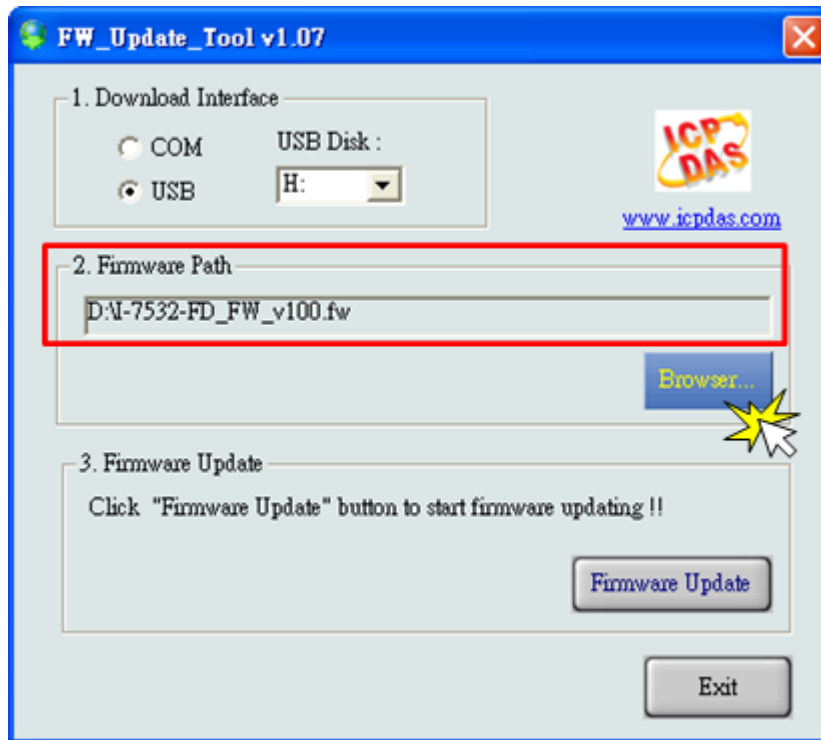 FW_Update_Tool v1.07
1. Download Interface
COM
USB Disk :
USB
H:
ICP
DAS
www.icpdas.com
2. Firmware Path
D:\I-7532-FD_FW_v100.fw
Browser...
3. Firmware Update
Click "Firmware Update" button to start firmware updating !!
Firmware Update
Exit